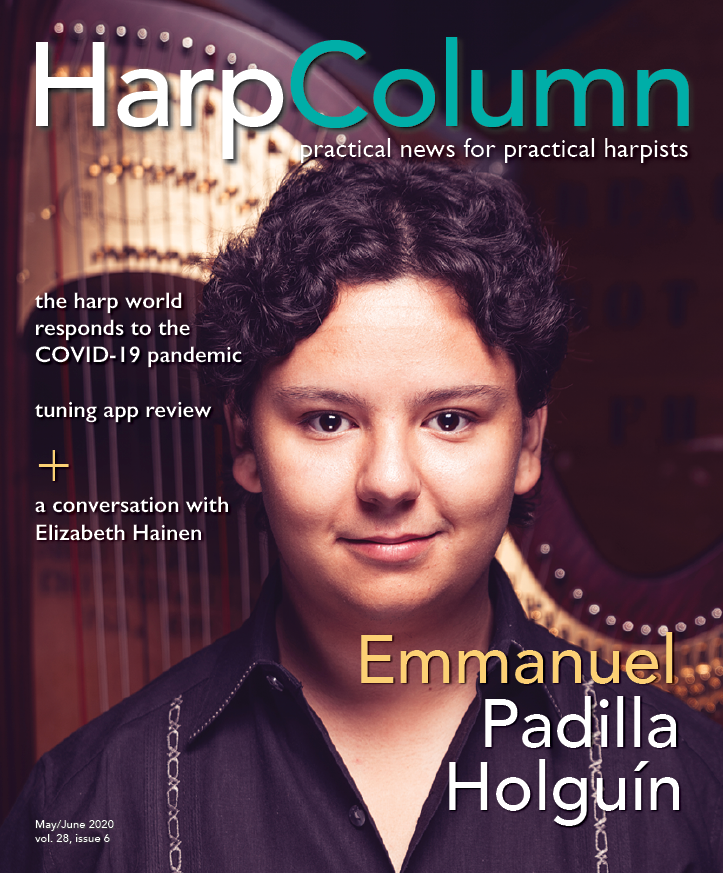 HarpColumn
practical news for practical harpists
the harp world
responds to the
COVID-19 pandemic
tuning app review
+
a conversation with
Elizabeth Hainen
Emmanuel
Padilla
Holguín
May/June 2020
vol. 28, issue 6